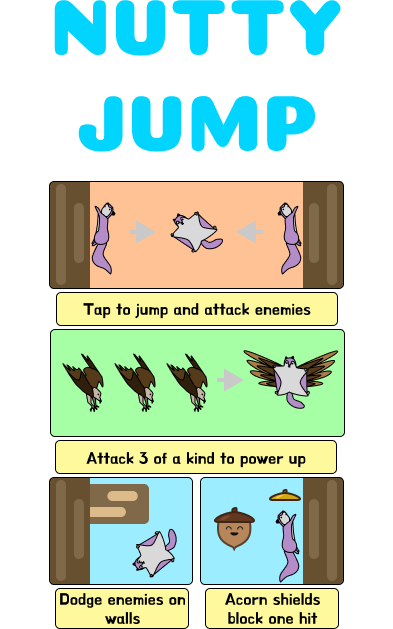 NUTTY
JUMP
Tap to jump and attack enemies
Attack 3 of a kind to power up
Dodge enemies on
walls
Acorn shields
block one hit